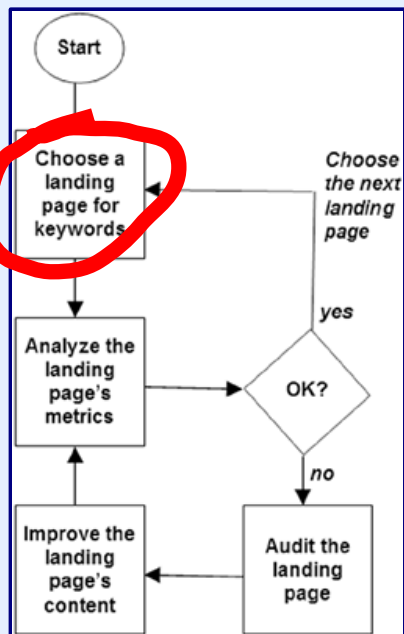 Start
Choose a
landing
page for
keywords
Choose
the next
landing
page
yes
Analyze the
landing
page's
metrics
OK?
no
Improve the
landing
page's
content
Audit the
landing
page